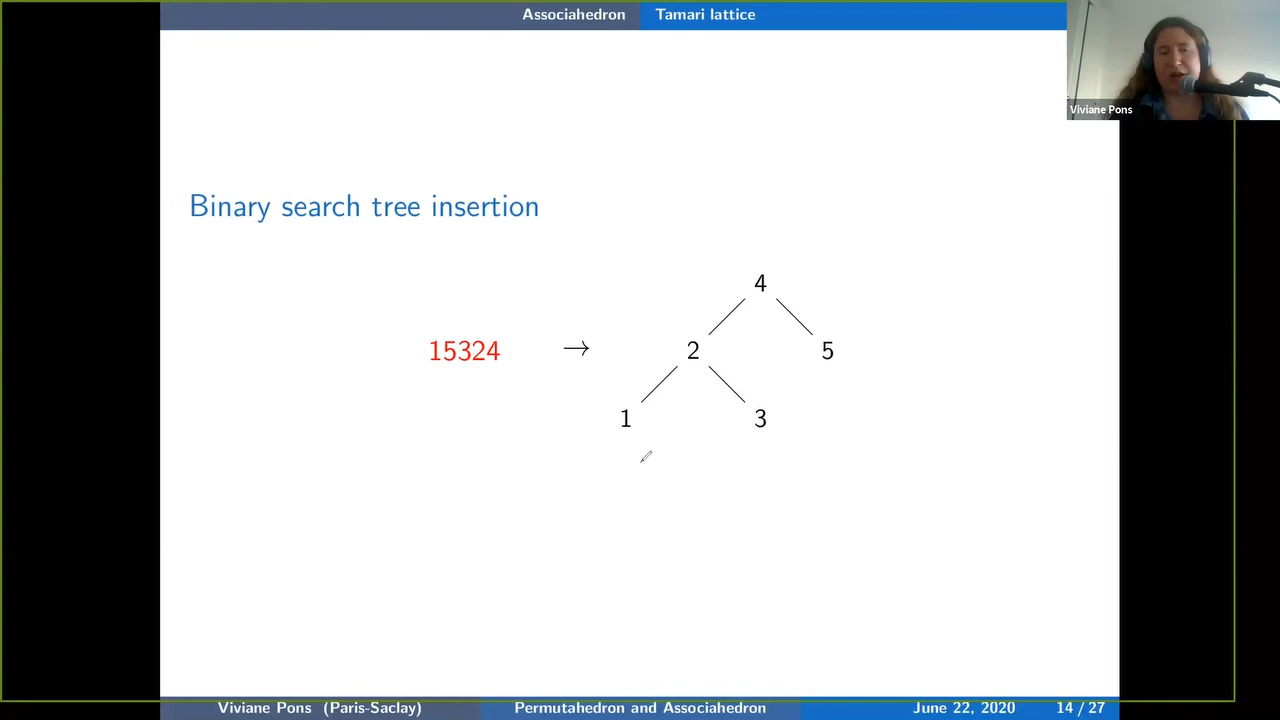 Associahedron Tamari lattice
Viviane Pons
Binary search tree insertion
4
15324 → 2 5
1 3
Viviane Pons (Paris-Saclay) Permutahedron and Associahedron June 22, 2020 14 / 27